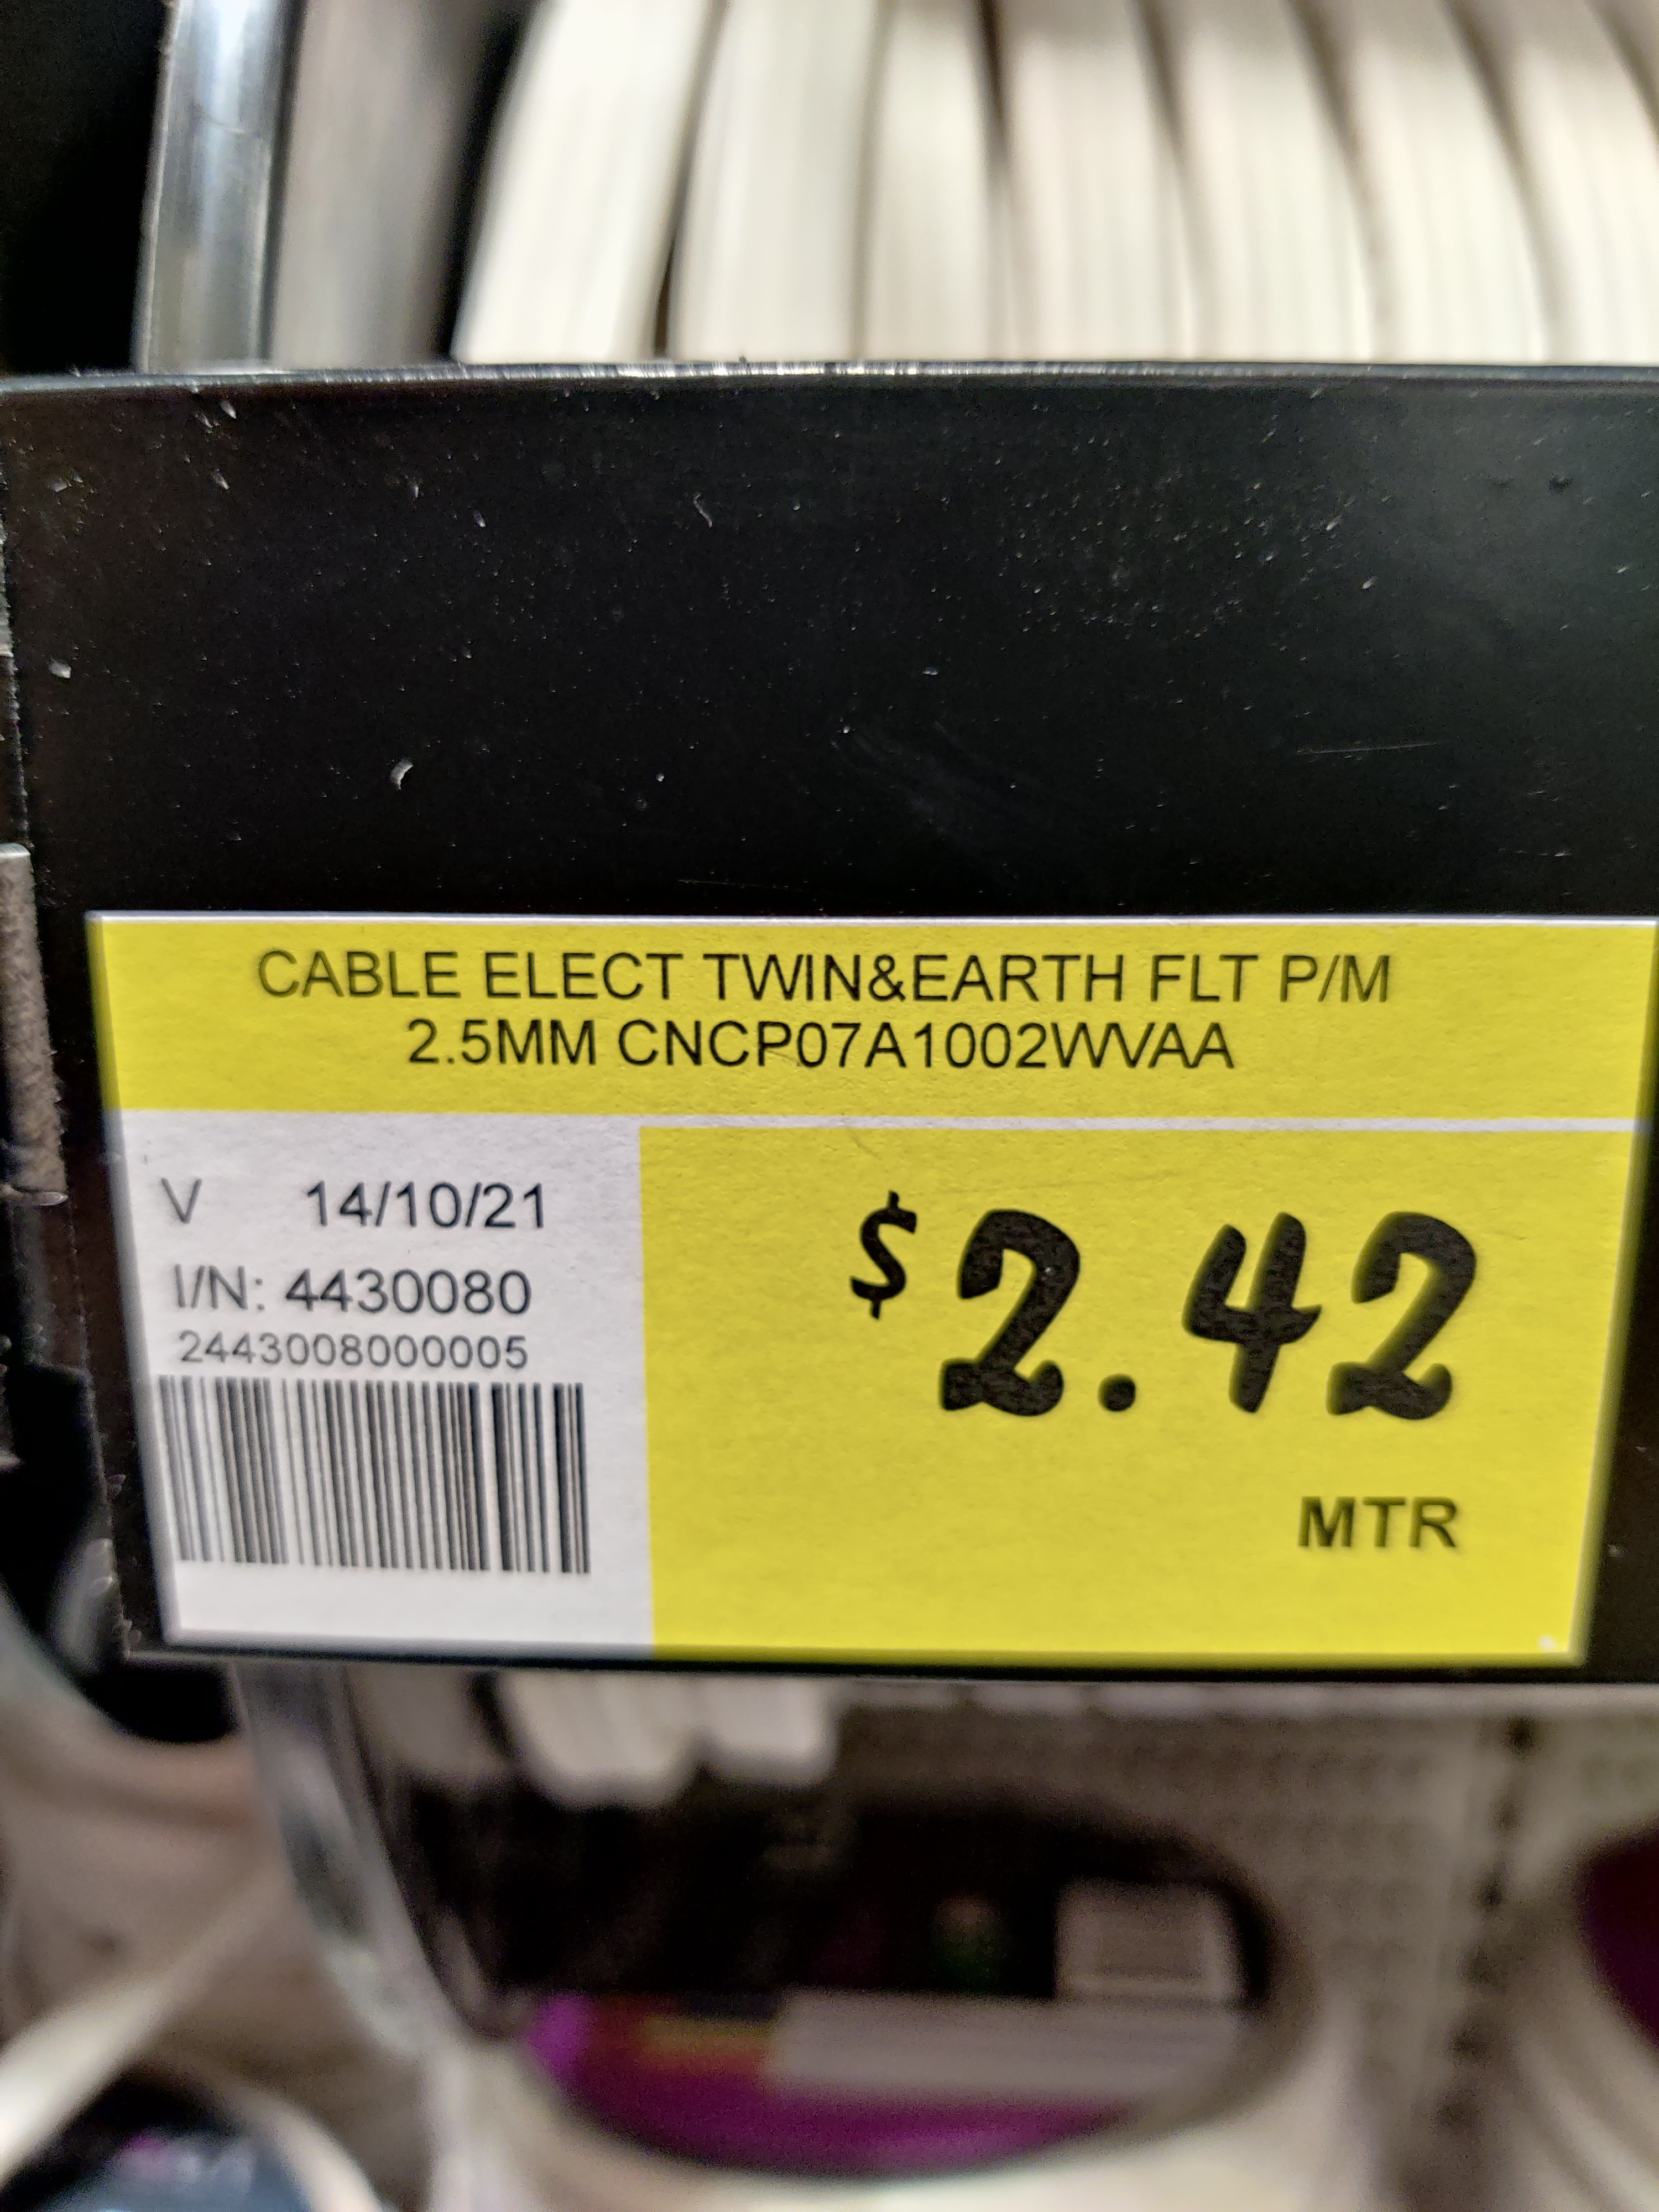 CABLE ELECT TWIN&EARTH FLT P/M
2.5MM CNCP07A1002WVAA
V 14/10/21
I/N: 4430080
2443008000005
$2.42
MTR